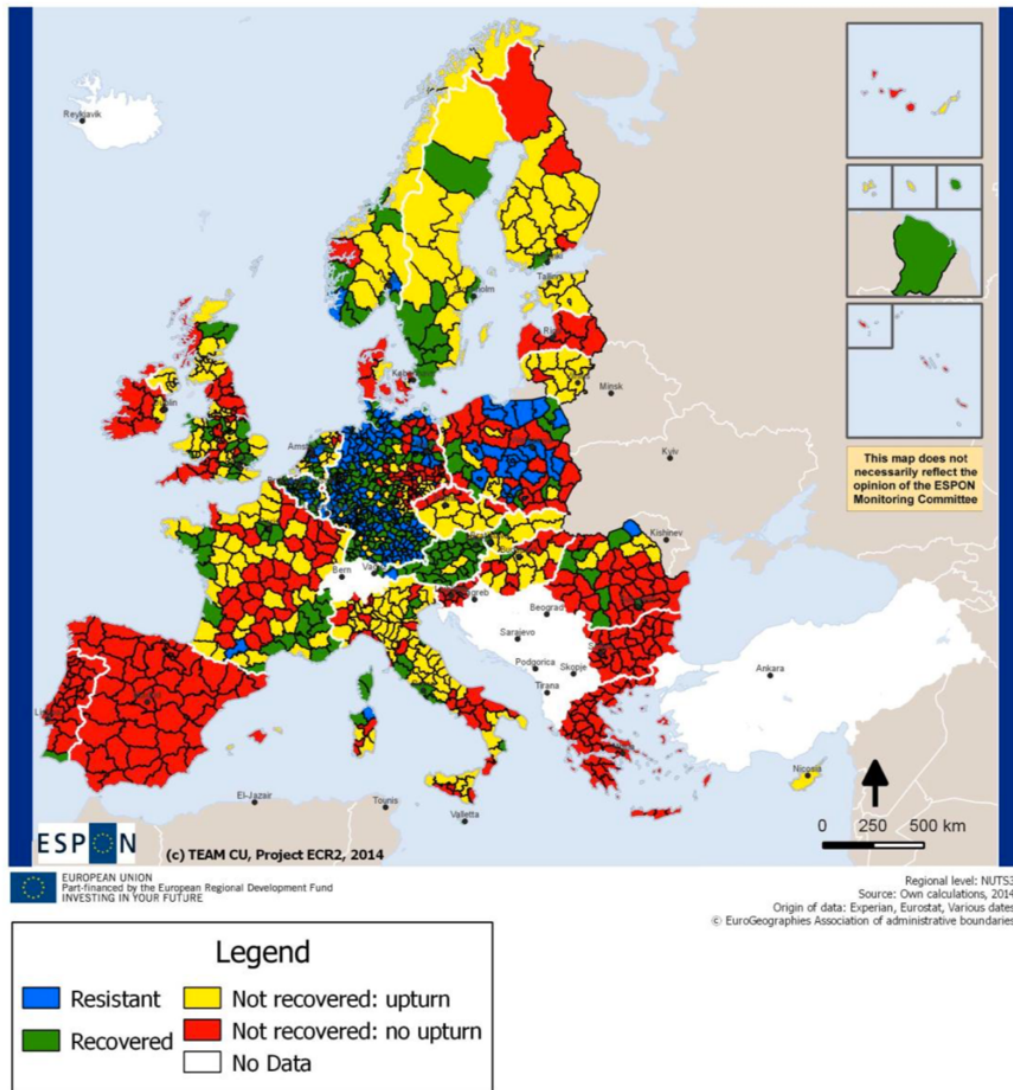 Reykjavik
Tallinn
Minsk
Kyiv
Kishinev
Bern
Beograd
Sarajevo
Podgorica
Skopje
Tirana
Ankara
Nicosia
El-Jazair
Tounis
Valletta
This map does not
necessarily reflect the
opinion of the ESPON
Monitoring Committee
0 250 500 km
ESPON
(c) TEAM CU, Project ECR2, 2014
EUROPEAN UNION
Part-financed by the European Regional Development Fund
INVESTING IN YOUR FUTURE
Regional level: NUTS3
Source: Own calculations, 2014
Origin of data: Experian, Eurostat, Various dates
© EuroGeographies Association of administrative boundaries
Legend
Resistant
Recovered
Not recovered: upturn
Not recovered: no upturn
No Data